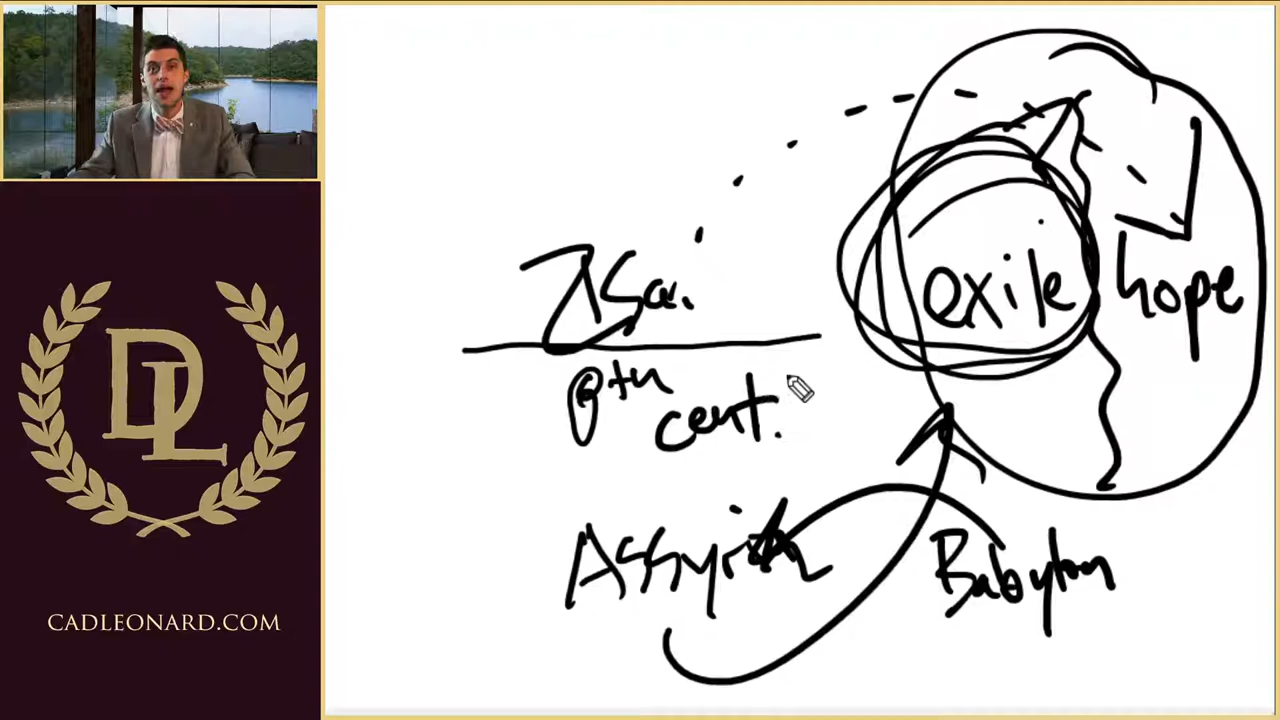 DL
CADLEONARD.COM
Isa.
8th
cent.
exile
hope
Assyria
Babylon